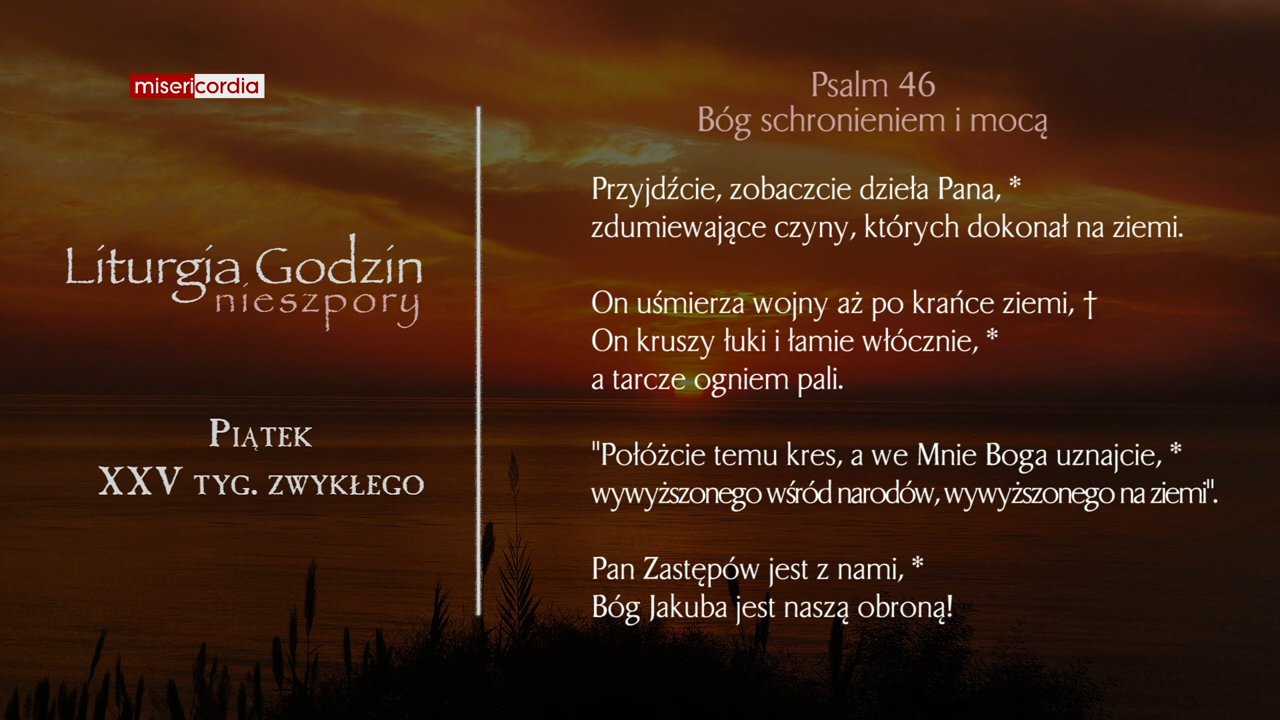 misericordia
Liturgia Godzin
nieszpory
Piątek
XXV tyg. zwykłego
Psalm 46
Bóg schronieniem i mocą
Przyjdźcie, zobaczcie dzieła Pana, *
zdumiewające czyny, których dokonał na ziemi.
On uśmierza wojny aż po krańce ziemi, †
On kruszy łuki i łamie włócznie, *
a tarcze ogniem pali.
"Połóżcie temu kres, a we Mnie Boga uznajcie, *
wywyższonego wśród narodów, wywyższonego na ziemi".
Pan Zastępów jest z nami, *
Bóg Jakuba jest naszą obroną!